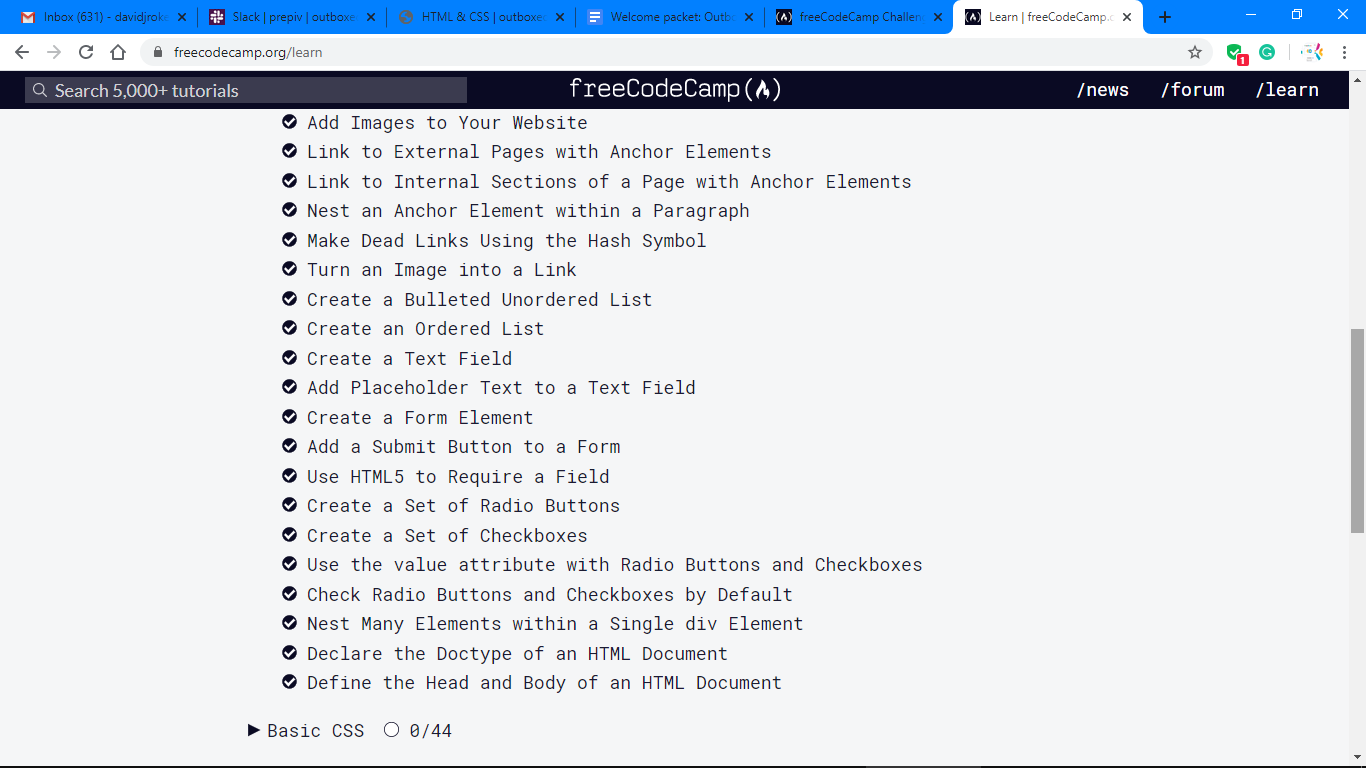 Inbox (631) - davidjroke
Slack | prepiv | outboxe
HTML & CSS | outboxed
Welcome packet: Outbo
freeCodeCamp Challen
Learn | freeCodeCamp.o
freecodecamp.org/learn
1
Search 5,000+ tutorials
freeCodeCamp
/news
/forum
/learn
Add Images to Your Website
Link to External Pages with Anchor Elements
Link to Internal Sections of a Page with Anchor Elements
Nest an Anchor Element within a Paragraph
Make Dead Links Using the Hash Symbol
Turn an Image into a Link
Create a Bulleted Unordered List
Create an Ordered List
Create a Text Field
Add Placeholder Text to a Text Field
Create a Form Element
Add a Submit Button to a Form
Use HTML5 to Require a Field
Create a Set of Radio Buttons
Create a Set of Checkboxes
Use the value attribute with Radio Buttons and Checkboxes
Check Radio Buttons and Checkboxes by Default
Nest Many Elements within a Single div Element
Declare the Doctype of an HTML Document
Define the Head and Body of an HTML Document
Basic CSS 0/44